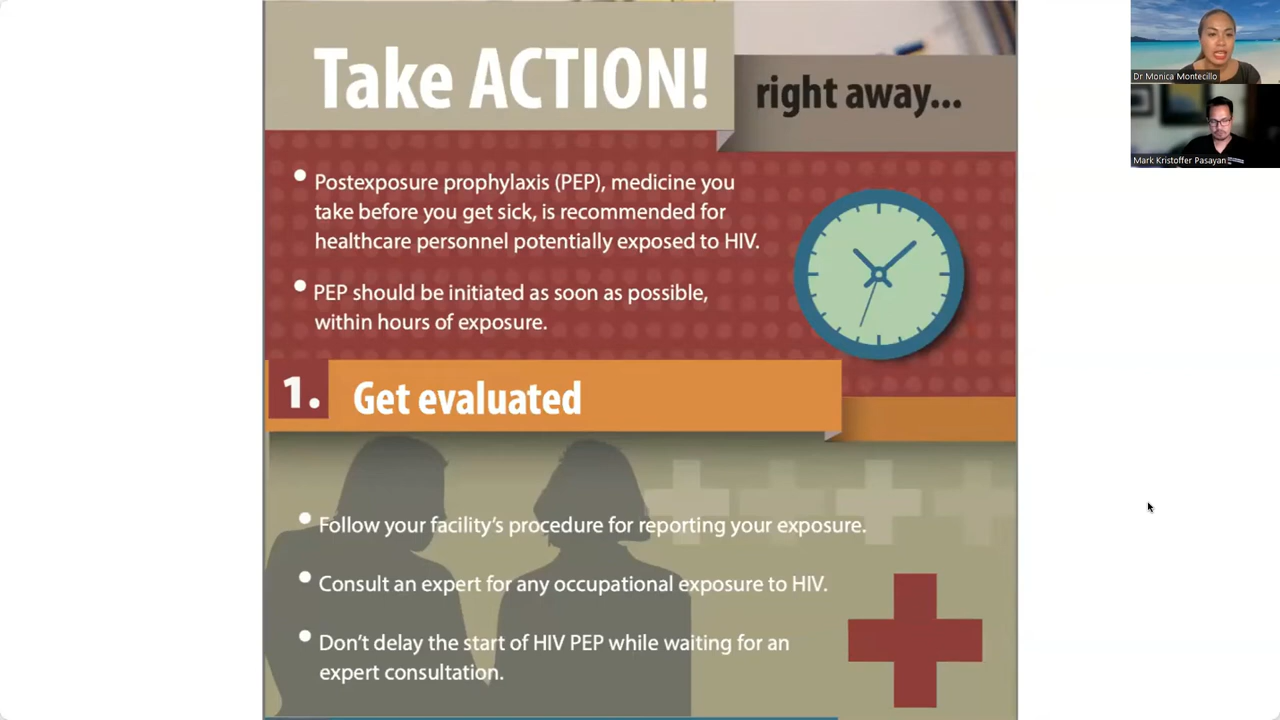 Take ACTION!
right away...
• Postexposure prophylaxis (PEP), medicine you
take before you get sick, is recommended for
healthcare personnel potentially exposed to HIV.
• PEP should be initiated as soon as possible,
within hours of exposure.
1. Get evaluated
• Follow your facility’s procedure for reporting your exposure.
• Consult an expert for any occupational exposure to HIV.
• Don’t delay the start of HIV PEP while waiting for an
expert consultation.
Dr Monica Montecillo
Mark Kristoffer Pasayan